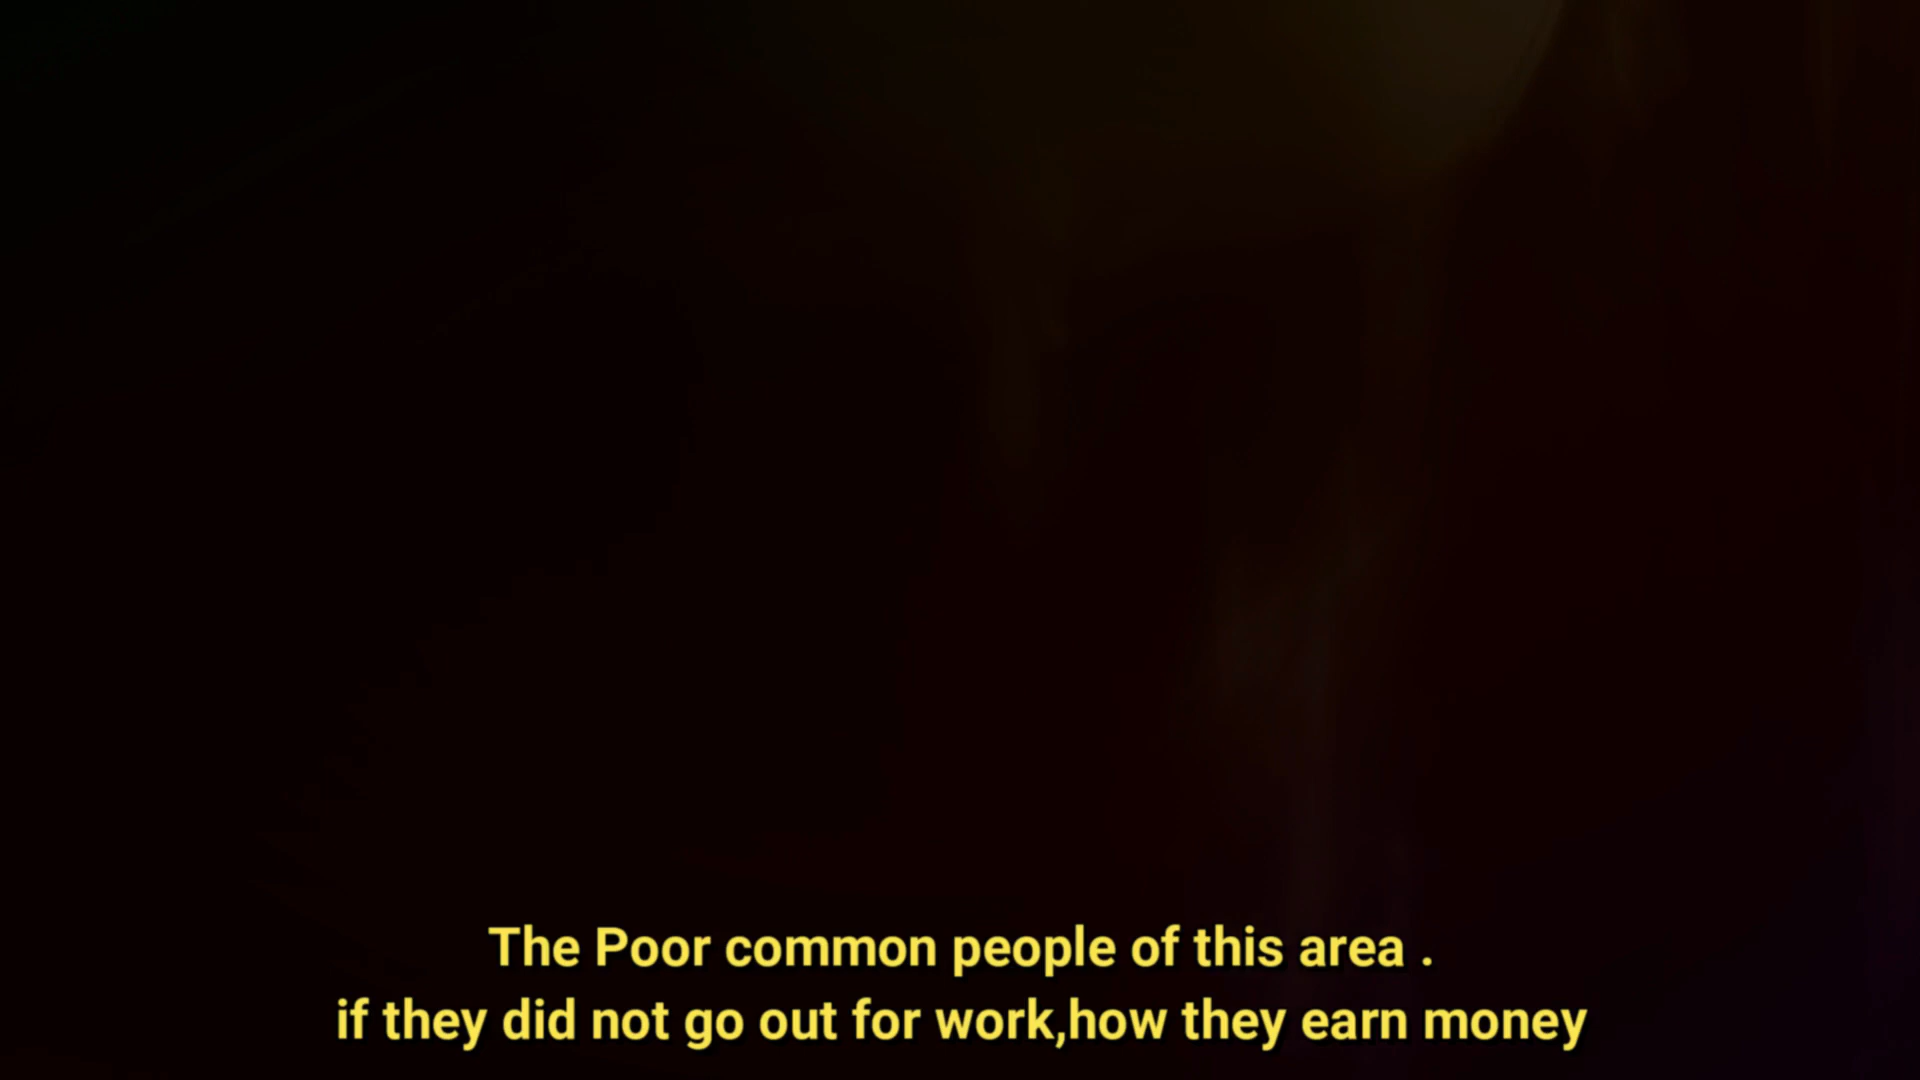 The Poor common people of this area .
if they did not go out for work,how they earn money